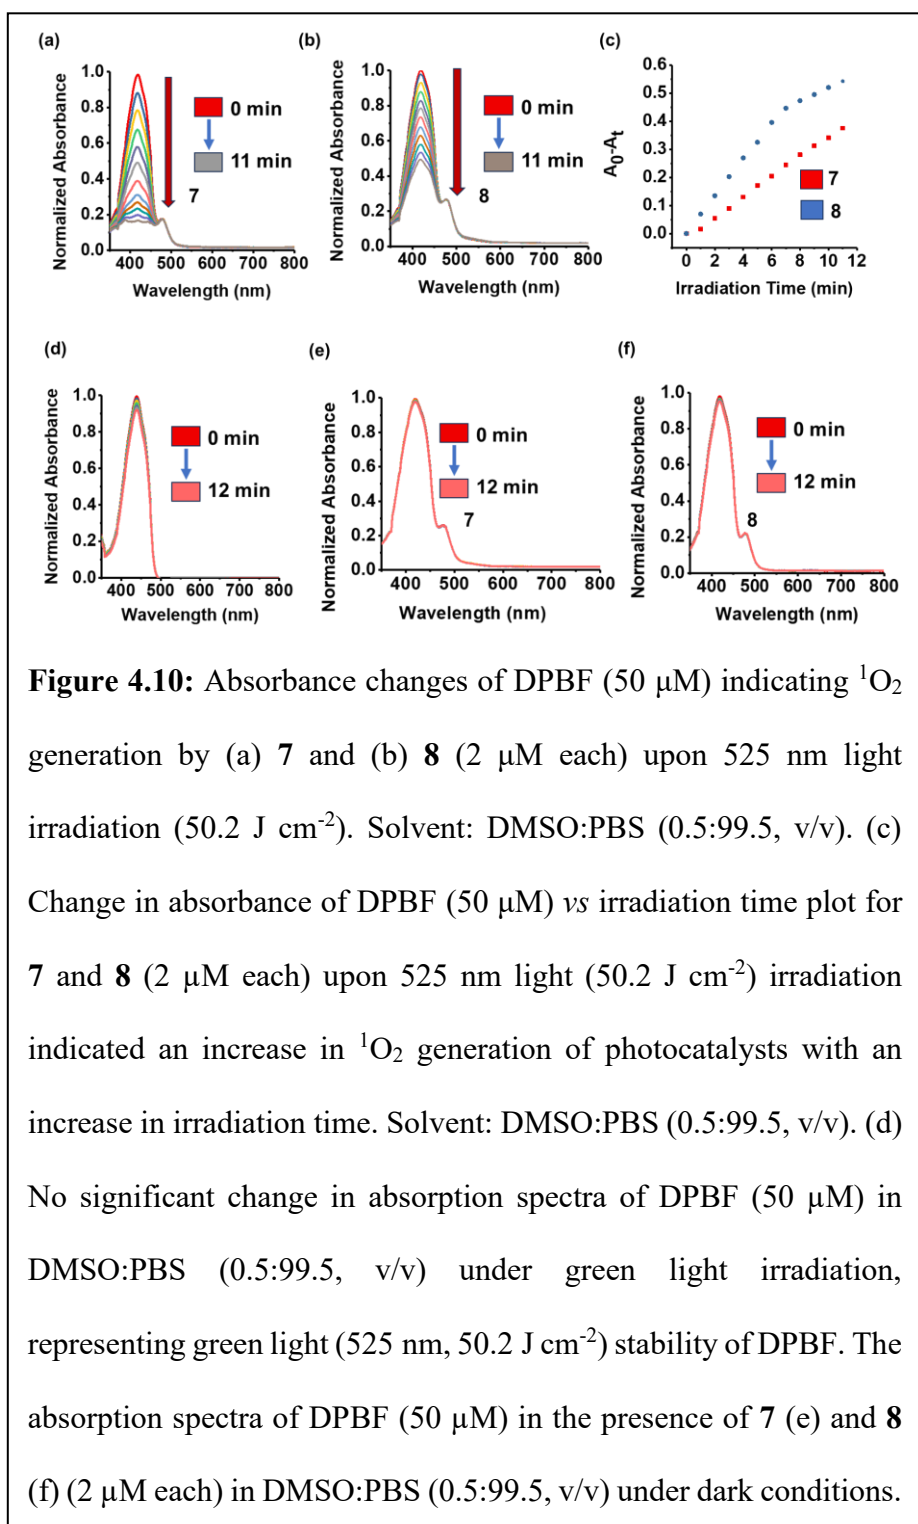 (a)
(b)
(c)
Normalized Absorbance
1.0
0.8
0.6
0.4
0.2
0.0
400 500 600 700 800
Wavelength (nm)
0 min
11 min
7
Normalized Absorbance
1.0
0.8
0.6
0.4
0.2
0.0
400 500 600 700 800
Wavelength (nm)
0 min
11 min
8
A0-At
0.6
0.5
0.4
0.3
0.2
0.1
0.0
0 2 4 6 8 10 12
Irradiation Time (min)
7
8
(d)
(e)
(f)
Normalized Absorbance
1.0
0.8
0.6
0.4
0.2
0.0
400 500 600 700 800
Wavelength (nm)
0 min
12 min
Normalized Absorbance
1.0
0.8
0.6
0.4
0.2
0.0
400 500 600 700 800
Wavelength (nm)
0 min
12 min
7
Normalized Absorbance
1.0
0.8
0.6
0.4
0.2
0.0
400 500 600 700 800
Wavelength (nm)
0 min
12 min
8
Figure 4.10: Absorbance changes of DPBF (50 μM) indicating ¹O₂
generation by (a) 7 and (b) 8 (2 μM each) upon 525 nm light
irradiation (50.2 J cm⁻²). Solvent: DMSO:PBS (0.5:99.5, v/v). (c)
Change in absorbance of DPBF (50 μM) vs irradiation time plot for
7 and 8 (2 μM each) upon 525 nm light (50.2 J cm⁻²) irradiation
indicated an increase in ¹O₂ generation of photocatalysts with an
increase in irradiation time. Solvent: DMSO:PBS (0.5:99.5, v/v). (d)
No significant change in absorption spectra of DPBF (50 μM) in
DMSO:PBS (0.5:99.5, v/v) under green light irradiation,
representing green light (525 nm, 50.2 J cm⁻²) stability of DPBF. The
absorption spectra of DPBF (50 μM) in the presence of 7 (e) and 8
(f) (2 μM each) in DMSO:PBS (0.5:99.5, v/v) under dark conditions.